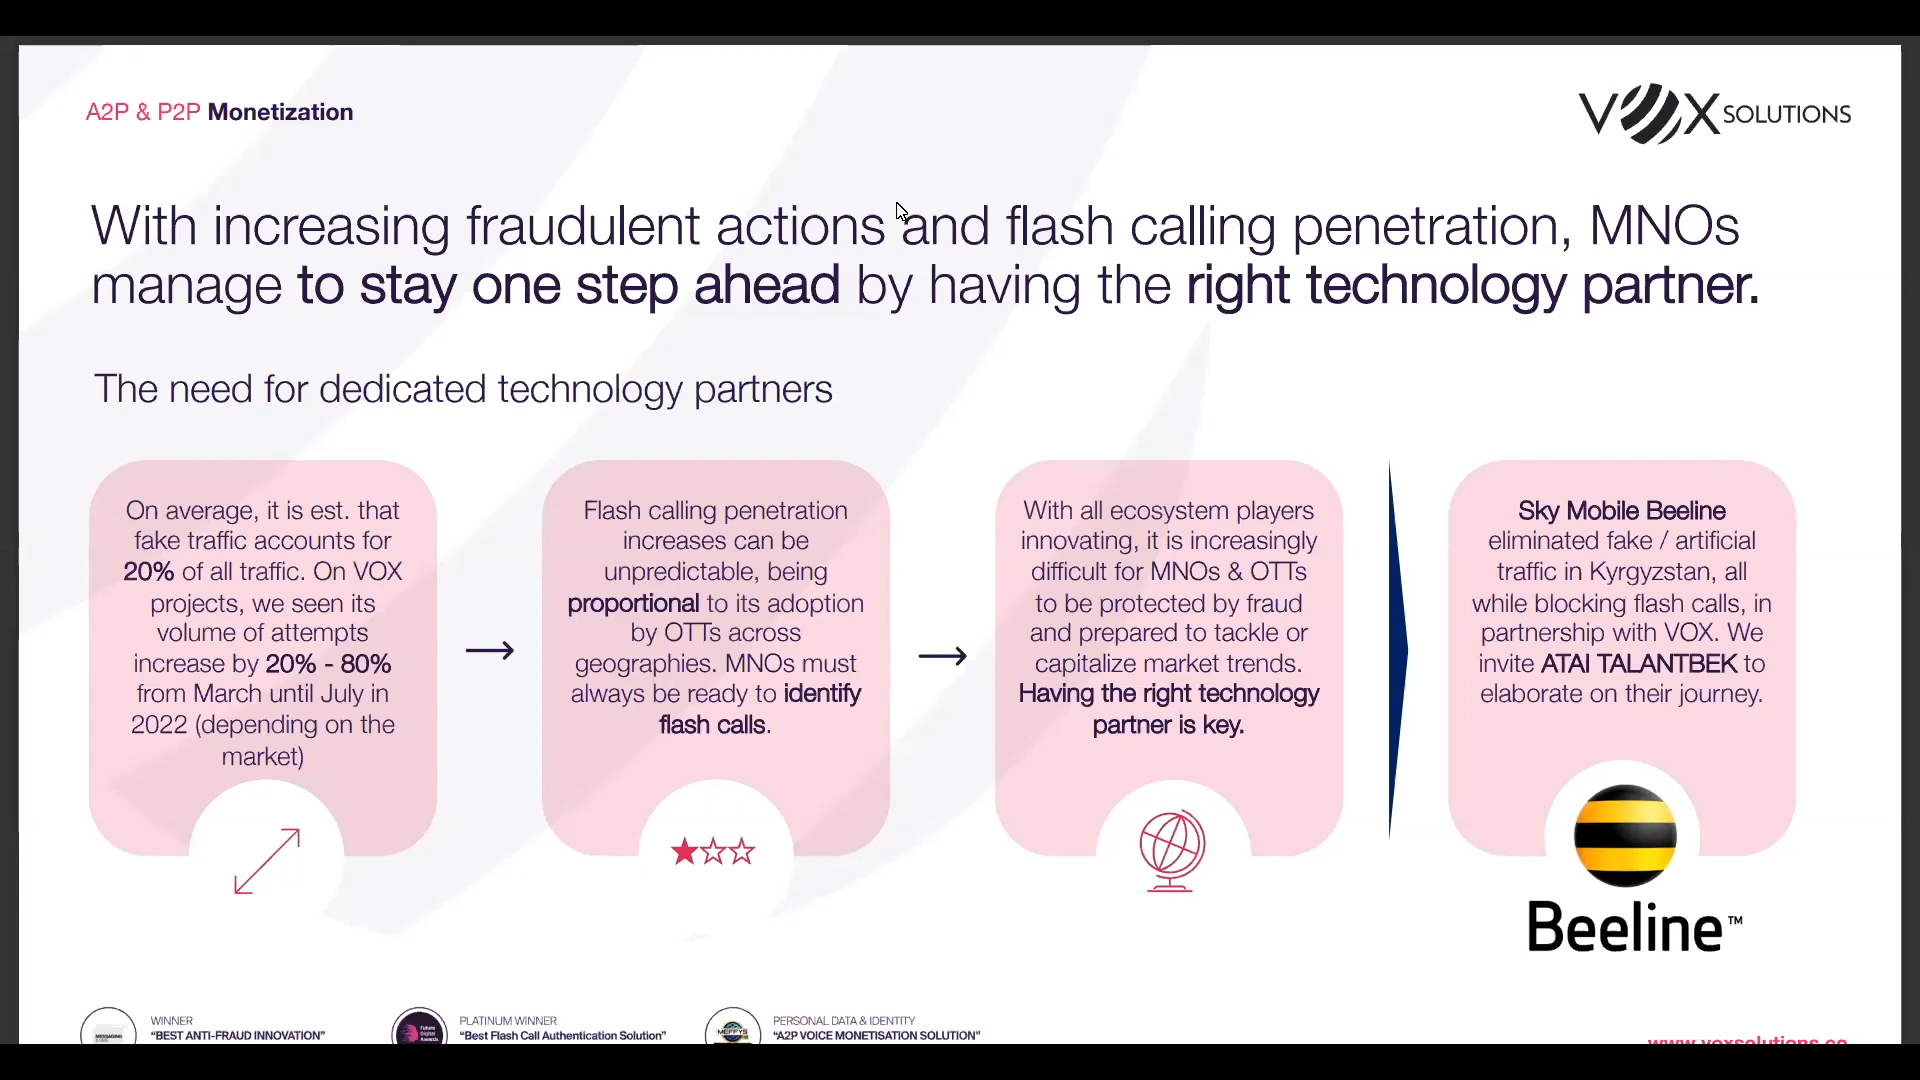 A2P & P2P Monetization
VOX SOLUTIONS
With increasing fraudulent actions and flash calling penetration, MNOs
manage to stay one step ahead by having the right technology partner.
The need for dedicated technology partners
On average, it is est. that
fake traffic accounts for
20% of all traffic. On VOX
projects, we seen its
volume of attempts
increase by 20% - 80%
from March until July in
2022 (depending on the
market)
Flash calling penetration
increases can be
unpredictable, being
proportional to its adoption
by OTTs across
geographies. MNOs must
always be ready to identify
flash calls.
With all ecosystem players
innovating, it is increasingly
difficult for MNOs & OTTs
to be protected by fraud
and prepared to tackle or
capitalize market trends.
Having the right technology
partner is key.
Sky Mobile Beeline
eliminated fake / artificial
traffic in Kyrgyzstan, all
while blocking flash calls, in
partnership with VOX. We
invite ATAI TALANTBEK to
elaborate on their journey.
Beeline™
WINNER
“BEST ANTI-FRAUD INNOVATION”
Future
Digital
Awards
PLATINUM WINNER
“Best Flash Call Authentication Solution”
MEFFYS
PERSONAL DATA & IDENTITY
“A2P VOICE MONETISATION SOLUTION”
www.voxsolutions.co